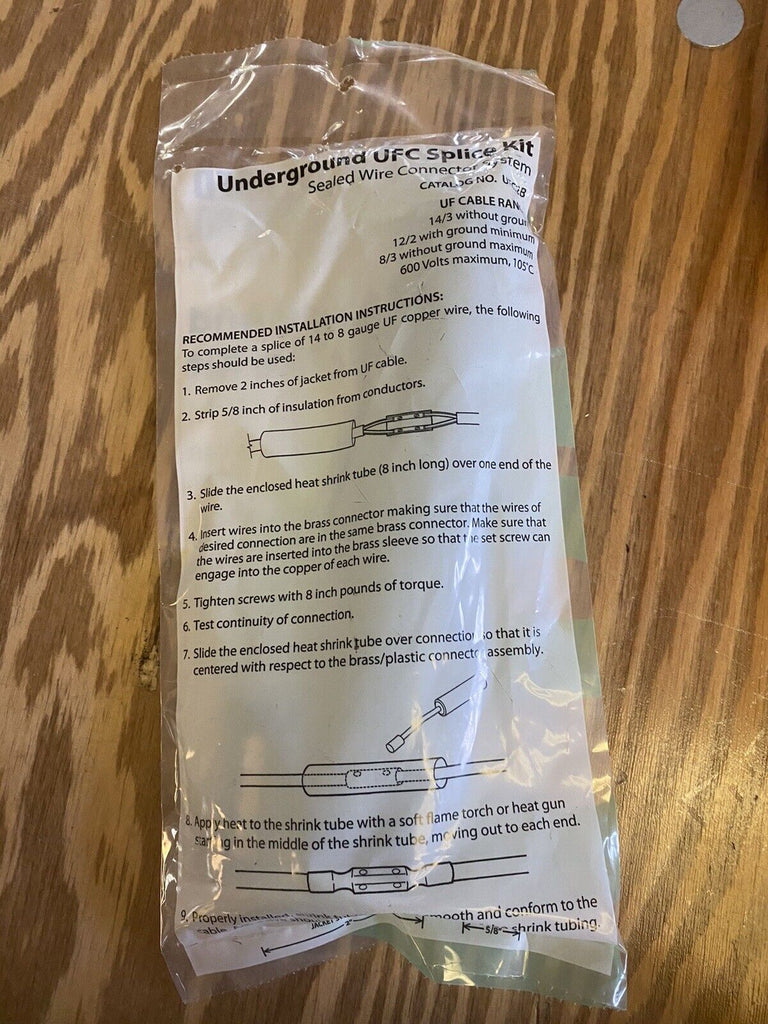 Underground UFC Splice Kit
Sealed Wire Connector System
CATALOG NO.
UF CABLE
14/3 without
12/2 with ground minimum
8/3 without ground maximum
600 Volts maximum, 105°C
RECOMMENDED INSTALLATION INSTRUCTIONS:
To complete a splice of 14 to 8 gauge UF copper wire, the following
steps should be used:
1. Remove 2 inches of jacket from UF cable.
2. Strip 5/8 inch of insulation from conductors.
3. Slide the enclosed heat shrink tube (8 inch long) over one end of the
wire.
4. Insert wires into the brass connector making sure that the wires of
desired connection are in the same brass connector. Make sure that
the wires are inserted into the brass sleeve so that the set screw can
engage into the copper of each wire.
5. Tighten screws with 8 inch pounds of torque.
6. Test continuity of connection.
7. Slide the enclosed heat shrink tube over connection so that it is
centered with respect to the brass/plastic connector assembly.
8. Apply heat to the shrink tube with a soft flame torch or heat gun
starting in the middle of the shrink tube, moving out to each end.
9. Properly installed, smooth and conform to the
cable. shrink tubing.
JACKET
2"
5/8"